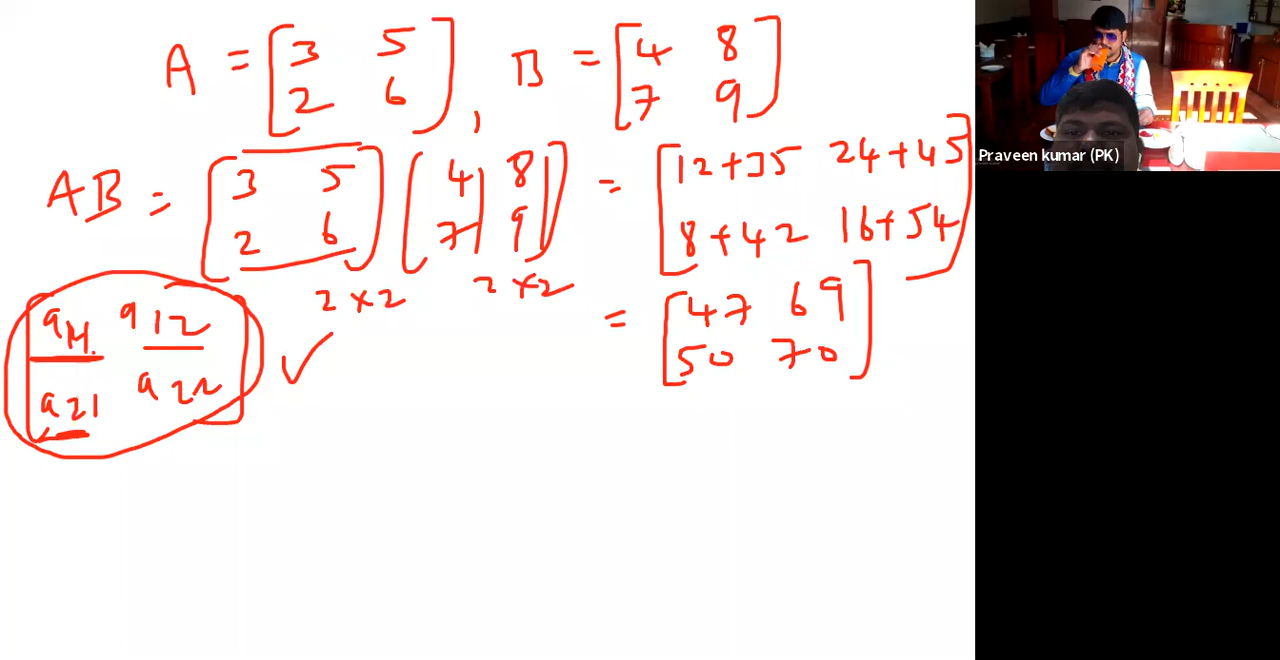 A = [3 5 , B = [4 8
2 6] 7 9]
AB = [3 5 [4 8 = [12+35 24+45
2 6] 7 9] 8+42 16+54]
2×2 2×2
= [47 69
50 70]
a11 a12
a21 a22
Praveen kumar (PK)